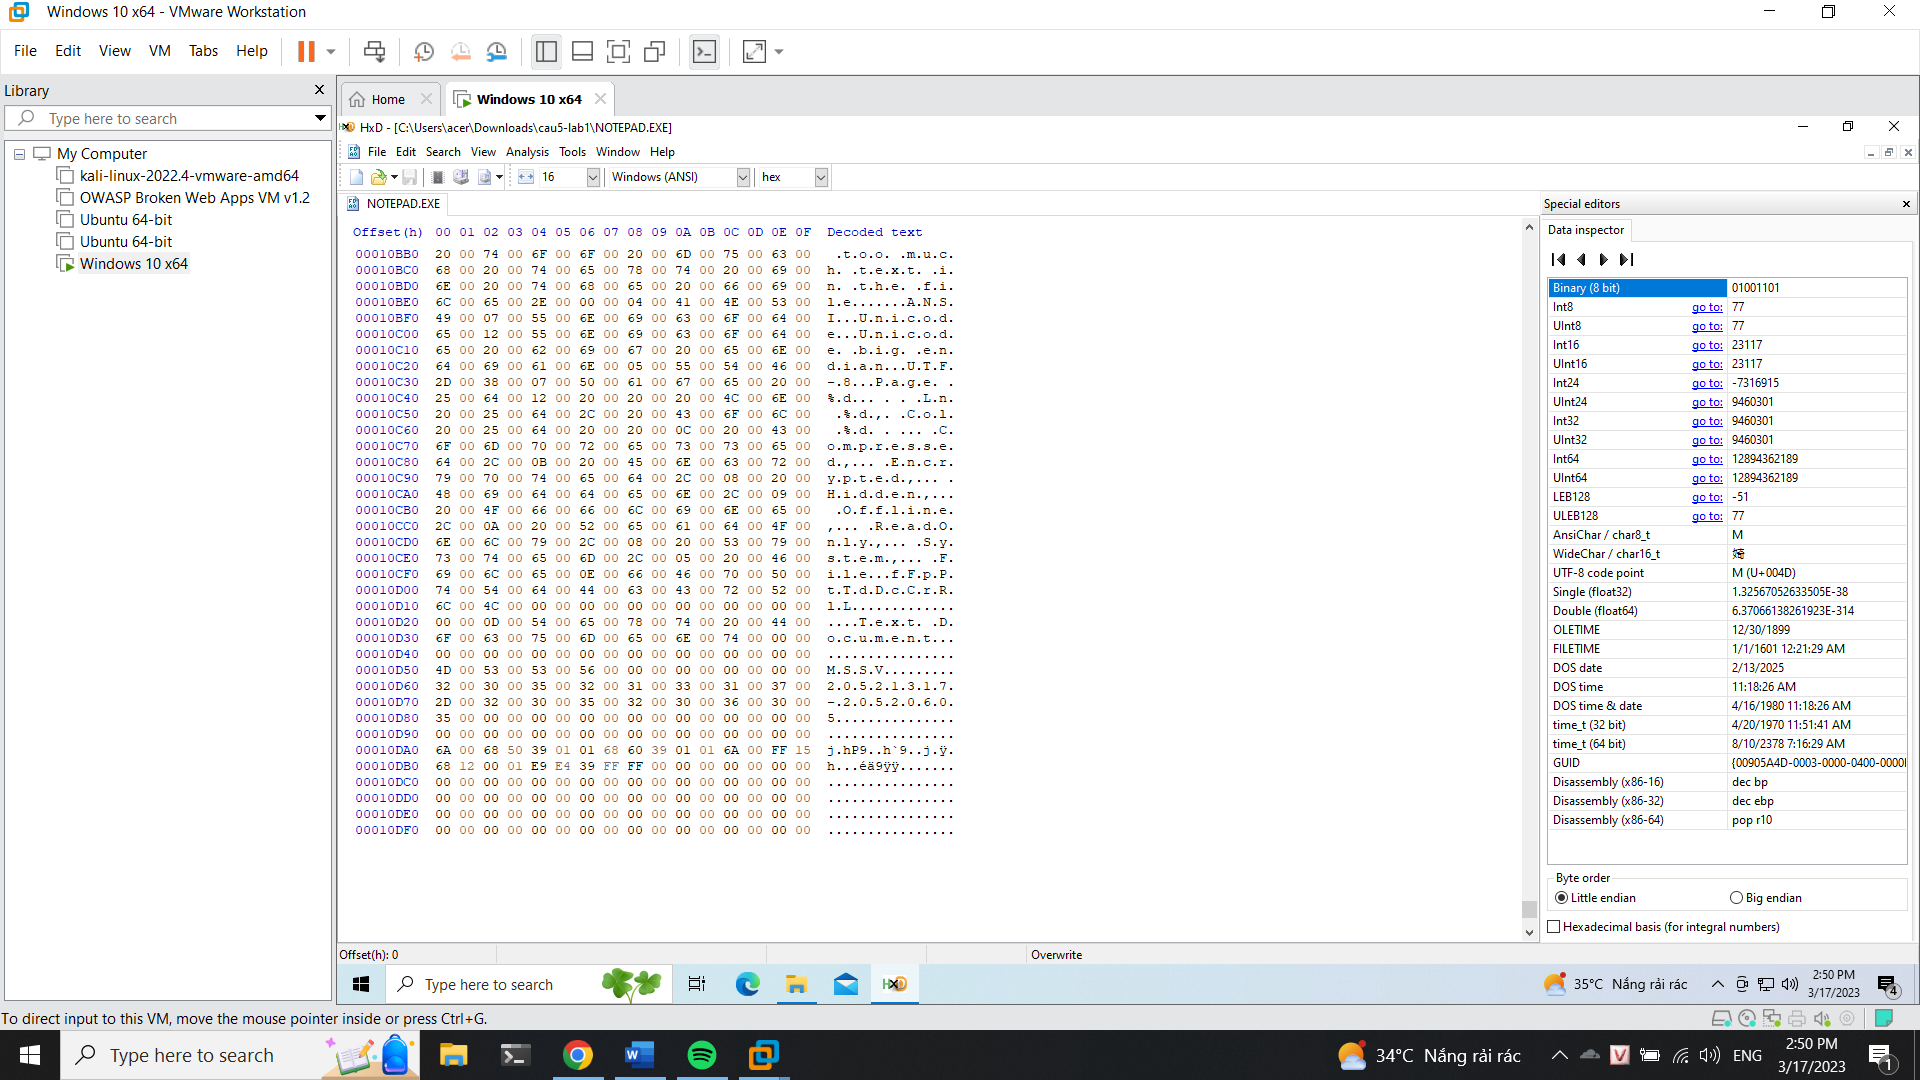 Windows 10 x64 - VMware Workstation
File Edit View VM Tabs Help
Library
Type here to search
My Computer
kali-linux-2022.4-vmware-amd64
OWASP Broken Web Apps VM v1.2
Ubuntu 64-bit
Ubuntu 64-bit
Windows 10 x64
Home
Windows 10 x64
HxD - [C:\Users\acer\Downloads\cau5-lab1\NOTEPAD.EXE]
File Edit Search View Analysis Tools Window Help
16 Windows (ANSI) hex
NOTEPAD.EXE
Offset(h) 00 01 02 03 04 05 06 07 08 09 0A 0B 0C 0D 0E 0F Decoded text
00010BB0 20 00 74 00 6F 00 6F 00 20 00 6D 00 75 00 63 00  .t.o.o. .m.u.c.
00010BC0 68 00 20 00 74 00 65 00 78 00 74 00 20 00 69 00 h. .t.e.x.t. .i.
00010BD0 6E 00 20 00 74 00 68 00 65 00 20 00 66 00 69 00 n. .t.h.e. .f.i.
00010BE0 6C 00 65 00 2E 00 00 00 04 00 41 00 4E 00 53 00 l.e.......A.N.S.
00010BF0 49 00 07 00 55 00 6E 00 69 00 63 00 6F 00 64 00 I...U.n.i.c.o.d.
00010C00 65 00 12 00 55 00 6E 00 69 00 63 00 6F 00 64 00 e...U.n.i.c.o.d.
00010C10 65 00 20 00 62 00 69 00 67 00 20 00 65 00 6E 00 e. .b.i.g. .e.n.
00010C20 64 00 69 00 61 00 6E 00 05 00 55 00 54 00 46 00 d.i.a.n...U.T.F.
00010C30 2D 00 38 00 07 00 50 00 61 00 67 00 65 00 20 00 -.8...P.a.g.e. .
00010C40 25 00 64 00 12 00 20 00 20 00 20 00 4C 00 6E 00 %.d... . . .L.n.
00010C50 20 00 25 00 64 00 2C 00 20 00 43 00 6F 00 6C 00  .%.d.,. .C.o.l.
00010C60 20 00 25 00 64 00 20 00 20 00 0C 00 20 00 43 00  .%.d. . ... .C.
00010C70 6F 00 6D 00 70 00 72 00 65 00 73 00 73 00 65 00 o.m.p.r.e.s.s.e.
00010C80 64 00 2C 00 0B 00 20 00 45 00 6E 00 63 00 72 00 d.,... .E.n.c.r.
00010C90 79 00 70 00 74 00 65 00 64 00 2C 00 08 00 20 00 y.p.t.e.d.,... .
00010CA0 48 00 69 00 64 00 64 00 65 00 6E 00 2C 00 09 00 H.i.d.d.e.n.,...
00010CB0 20 00 4F 00 66 00 66 00 6C 00 69 00 6E 00 65 00  .O.f.f.l.i.n.e.
00010CC0 2C 00 0A 00 20 00 52 00 65 00 61 00 64 00 4F 00 ,... .R.e.a.d.O.
00010CD0 6E 00 6C 00 79 00 2C 00 08 00 20 00 53 00 79 00 n.l.y.,... .S.y.
00010CE0 73 00 74 00 65 00 6D 00 2C 00 05 00 20 00 46 00 s.t.e.m.,... .F.
00010CF0 69 00 6C 00 65 00 0E 00 66 00 46 00 70 00 50 00 i.l.e...f.F.p.P.
00010D00 74 00 54 00 64 00 44 00 63 00 43 00 72 00 52 00 t.T.d.D.c.C.r.R.
00010D10 6C 00 4C 00 00 00 00 00 00 00 00 00 00 00 00 00 l.L.............
00010D20 00 00 0D 00 54 00 65 00 78 00 74 00 20 00 44 00 ....T.e.x.t. .D.
00010D30 6F 00 63 00 75 00 6D 00 65 00 6E 00 74 00 00 00 o.c.u.m.e.n.t...
00010D40 00 00 00 00 00 00 00 00 00 00 00 00 00 00 00 00 ................
00010D50 4D 00 53 00 53 00 56 00 00 00 00 00 00 00 00 00 M.S.S.V.........
00010D60 32 00 30 00 35 00 32 00 31 00 33 00 31 00 37 00 2.0.5.2.1.3.1.7.
00010D70 2D 00 32 00 30 00 35 00 32 00 30 00 36 00 30 00 -.2.0.5.2.0.6.0.
00010D80 35 00 00 00 00 00 00 00 00 00 00 00 00 00 00 00 5...............
00010D90 00 00 00 00 00 00 00 00 00 00 00 00 00 00 00 00 ................
00010DA0 6A 00 68 50 39 01 01 68 60 39 01 01 6A 00 FF 15 j.hP9..h`9..j.ÿ.
00010DB0 68 12 00 01 E9 E4 39 FF FF 00 00 00 00 00 00 00 h...éä9ÿÿ.......
00010DC0 00 00 00 00 00 00 00 00 00 00 00 00 00 00 00 00 ................
00010DD0 00 00 00 00 00 00 00 00 00 00 00 00 00 00 00 00 ................
00010DE0 00 00 00 00 00 00 00 00 00 00 00 00 00 00 00 00 ................
00010DF0 00 00 00 00 00 00 00 00 00 00 00 00 00 00 00 00 ................
Offset(h): 0 Overwrite
Special editors
Data inspector
Binary (8 bit) 01001101
Int8 go to: 77
UInt8 go to: 77
Int16 go to: 23117
UInt16 go to: 23117
Int24 go to: -7316915
UInt24 go to: 9460301
Int32 go to: 9460301
UInt32 go to: 9460301
Int64 go to: 12894362189
UInt64 go to: 12894362189
LEB128 go to: -51
ULEB128 go to: 77
AnsiChar / char8_t M
WideChar / char16_t 婍
UTF-8 code point M (U+004D)
Single (float32) 1.32567052633505E-38
Double (float64) 6.37066138261923E-314
OLETIME 12/30/1899
FILETIME 1/1/1601 12:21:29 AM
DOS date 2/13/2025
DOS time 11:18:26 AM
DOS time & date 4/16/1980 11:18:26 AM
time_t (32 bit) 4/20/1970 11:51:41 AM
time_t (64 bit) 8/10/2378 7:16:29 AM
GUID {00905A4D-0003-0000-0400-0000
Disassembly (x86-16) dec bp
Disassembly (x86-32) dec ebp
Disassembly (x86-64) pop r10
Byte order
Little endian Big endian
Hexadecimal basis (for integral numbers)
Type here to search
35°C Nắng rải rác
2:50 PM
3/17/2023
4
To direct input to this VM, move the mouse pointer inside or press Ctrl+G.
Type here to search
34°C Nắng rải rác
ENG
2:50 PM
3/17/2023
1